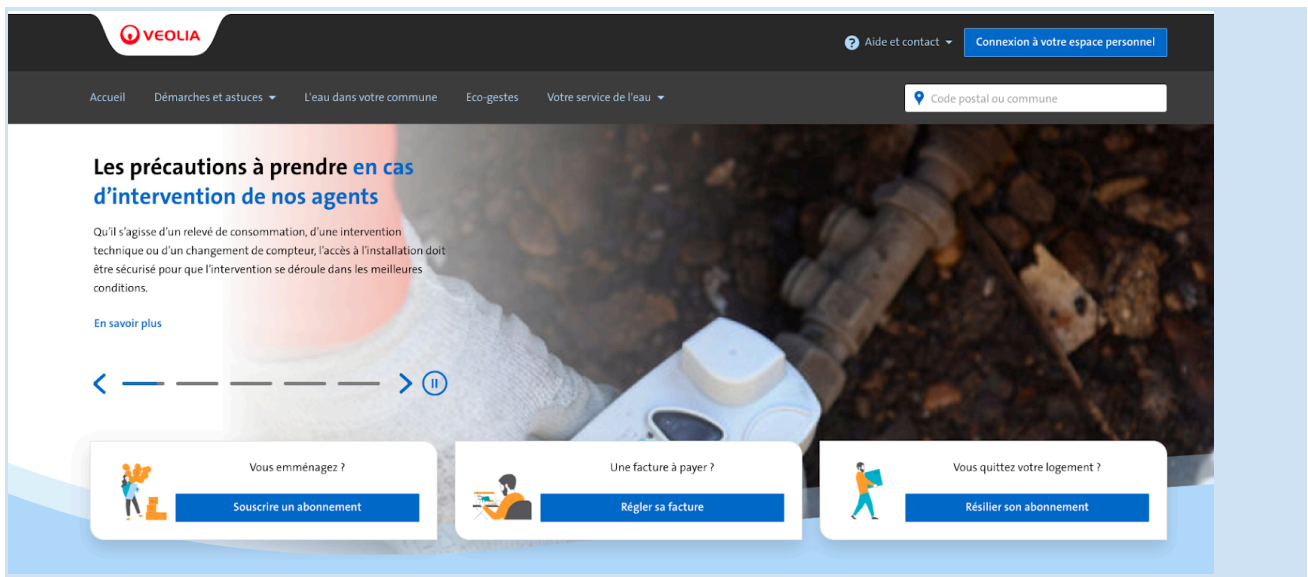 VEOLIA
Aide et contact
Connexion à votre espace personnel
Accueil
Démarches et astuces
L'eau dans votre commune
Eco-gestes
Votre service de l'eau
Code postal ou commune
Les précautions à prendre en cas
d'intervention de nos agents
Qu'il s'agisse d'un relevé de consommation, d'une intervention
technique ou d'un changement de compteur, l'accès à l'installation doit
être sécurisé pour que l'intervention se déroule dans les meilleures
conditions.
En savoir plus
Vous emménagez ?
Souscrire un abonnement
Une facture à payer ?
Régler sa facture
Vous quittez votre logement ?
Résilier son abonnement